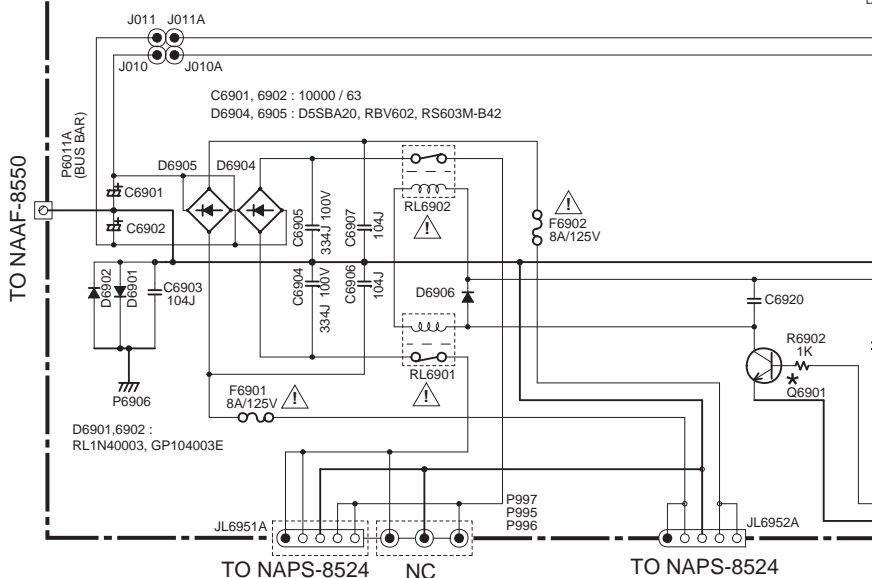 J011 J011A
J010 J010A
C6901, 6902 : 10000 / 63
D6904, 6905 : D5SBA20, RBV602, RS603M-B42
P6011A
(BUS BAR)
TO NAAF-8550
D6905 D6904
C6901
C6902
C6905
334J 100V
C6907
104J
RL6902
!
!
F6902
8A/125V
D6902
D6901
C6903
104J
C6904
334J 100V
C6906
104J
D6906
C6920
RL6901
!
R6902
1K
*
Q6901
P6906
F6901
8A/125V
!
D6901,6902 :
RL1N40003, GP104003E
P997
P995
P996
JL6951A
JL6952A
TO NAPS-8524
NC
TO NAPS-8524